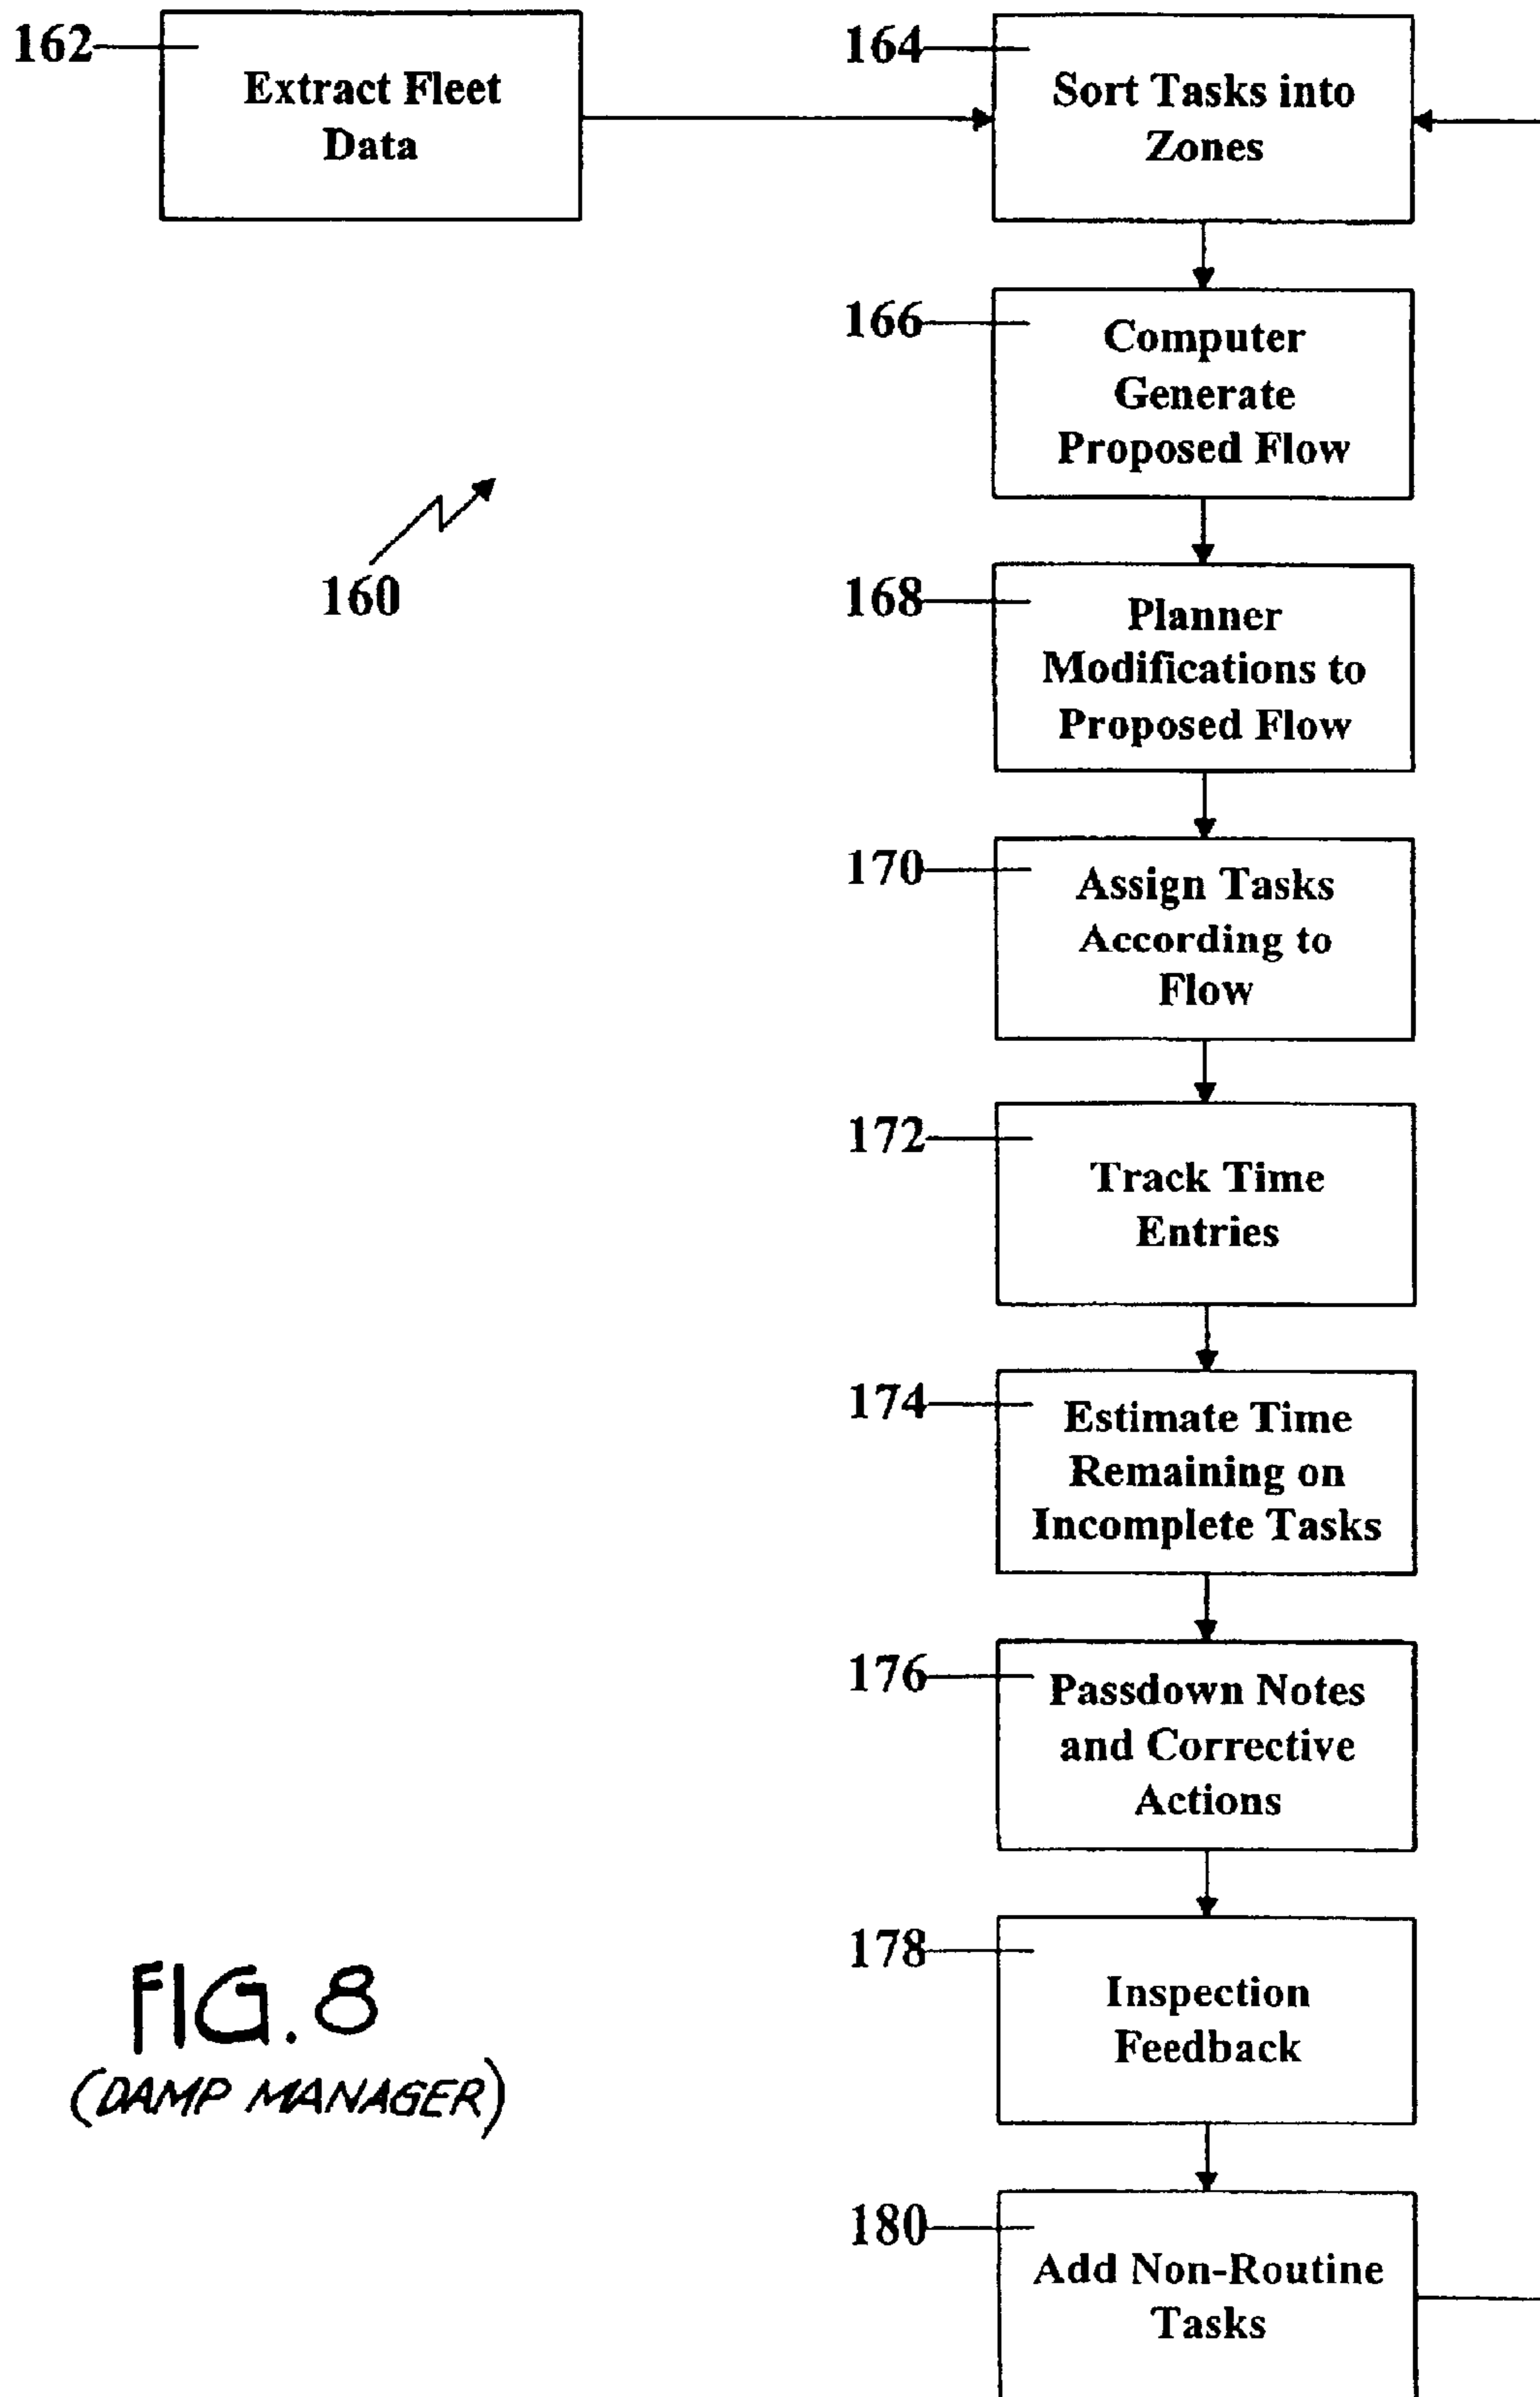 162
Extract Fleet
Data
164
Sort Tasks into
Zones
166
Computer
Generate
Proposed Flow
160
168
Planner
Modifications to
Proposed Flow
170
Assign Tasks
According to
Flow
172
Track Time
Entries
174
Estimate Time
Remaining on
Incomplete Tasks
176
Passdown Notes
and Corrective
Actions
178
Inspection
Feedback
180
Add Non-Routine
Tasks
FIG. 8
(DAMP MANAGER)